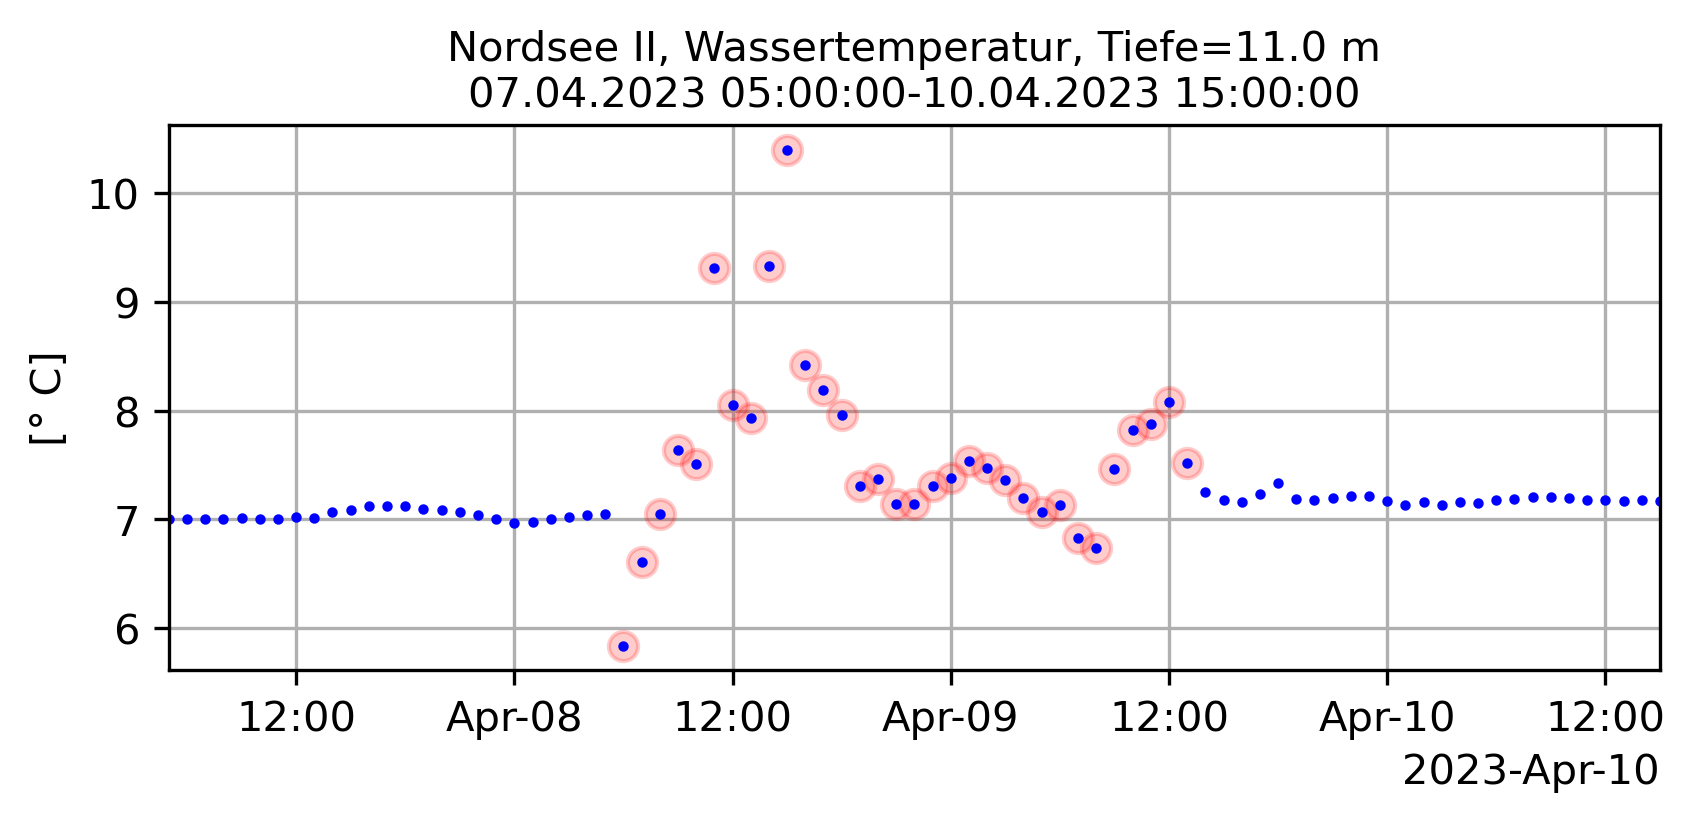 Nordsee II, Wassertemperatur, Tiefe=11.0 m
07.04.2023 05:00:00-10.04.2023 15:00:00
[° C]
10
9
8
7
6
12:00 Apr-08 12:00 Apr-09 12:00 Apr-10 12:00
2023-Apr-10